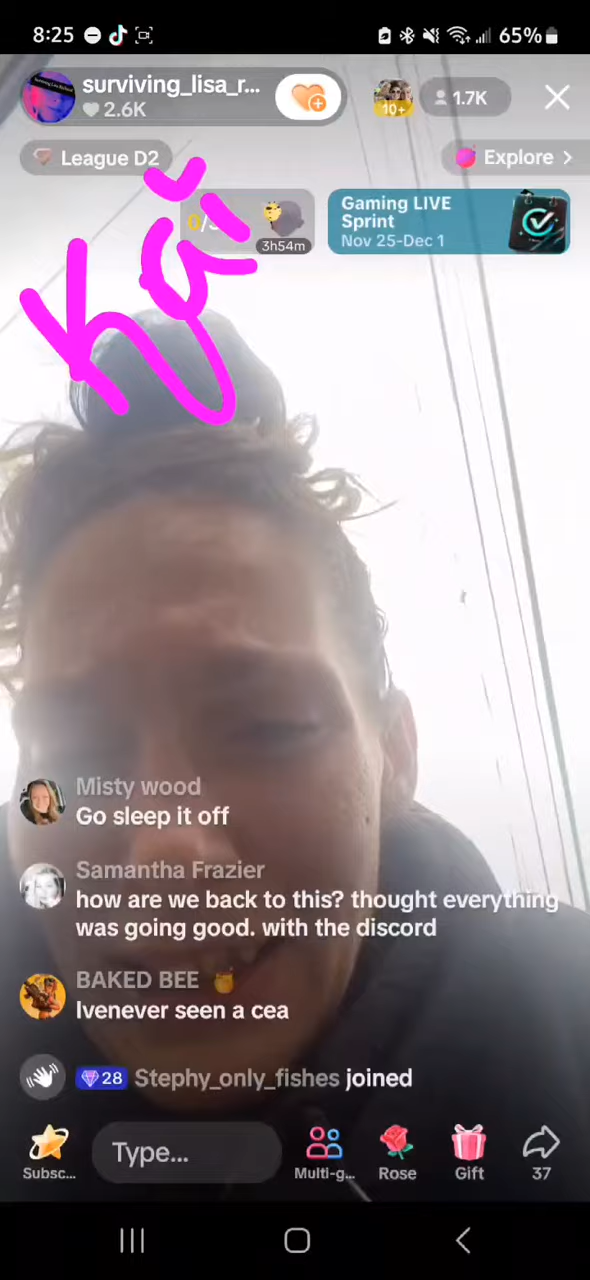 8:25
65%
surviving_lisa_r...
2.6K
10+
1.7K
League D2
Explore >
3h54m
Gaming LIVE
Sprint
Nov 25-Dec 1
Misty wood
Go sleep it off
Samantha Frazier
how are we back to this? thought everything
was going good. with the discord
BAKED BEE
Ivenever seen a cea
28 Stephy_only_fishes joined
Type...
Subsc...
Multi-g...
Rose
Gift
37